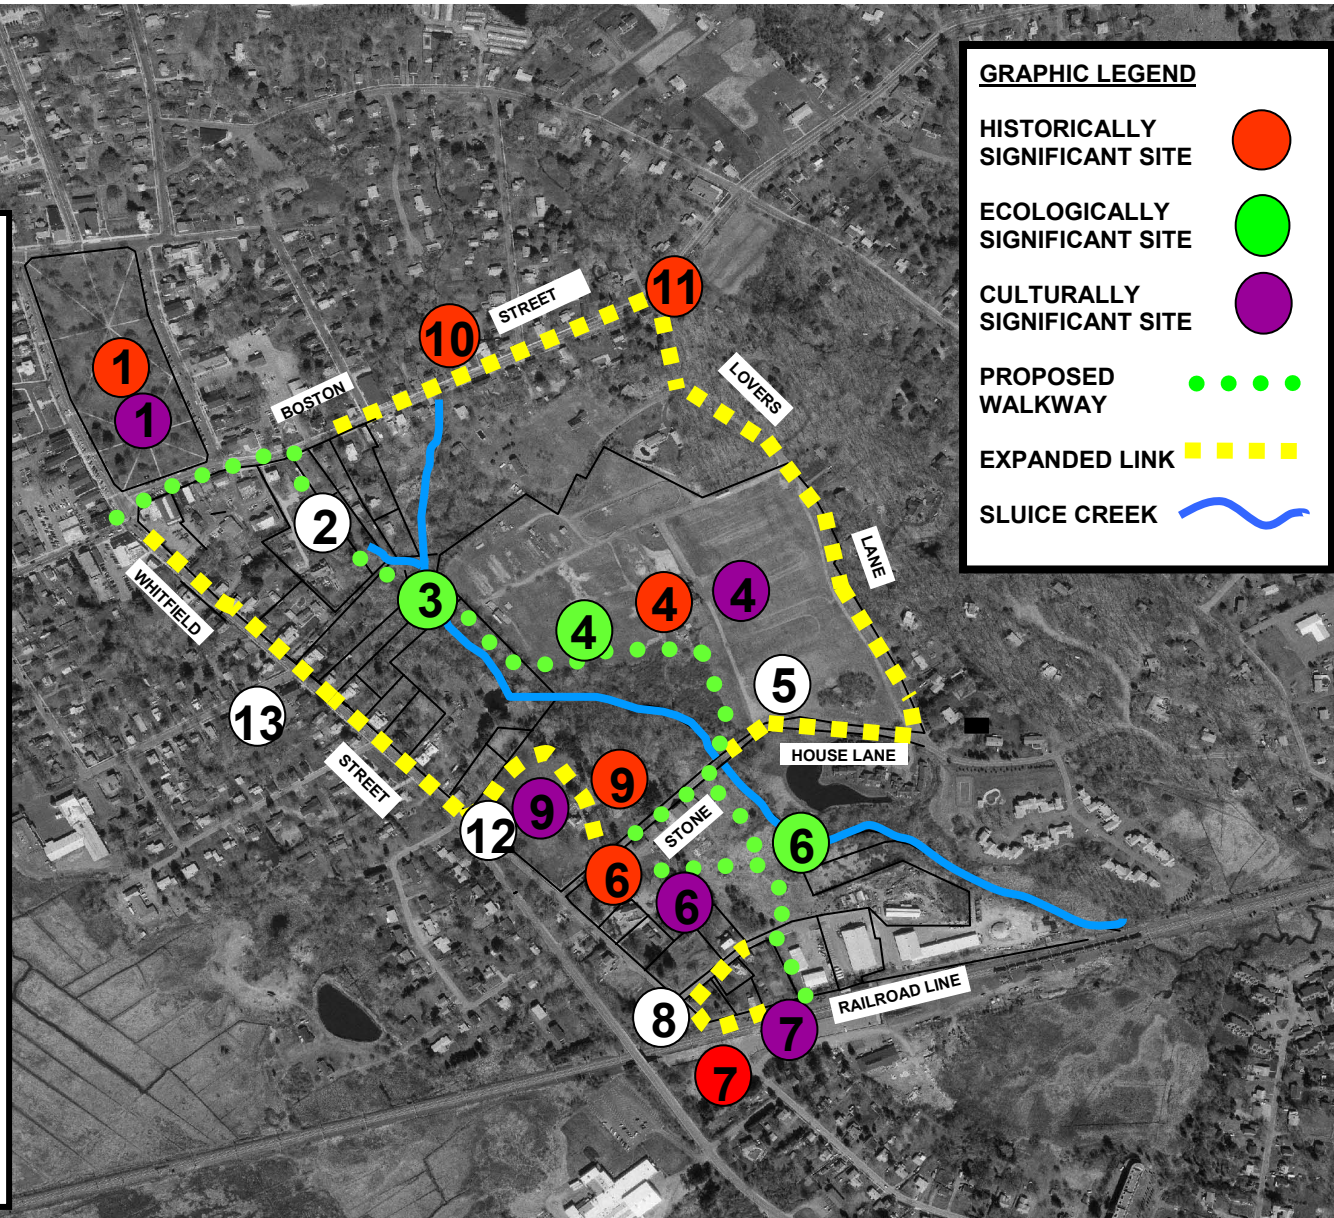 GRAPHIC LEGEND
HISTORICALLY
SIGNIFICANT SITE
ECOLOGICALLY
SIGNIFICANT SITE
CULTURALLY
SIGNIFICANT SITE
PROPOSED
WALKWAY
EXPANDED LINK
SLUICE CREEK
11
STREET
10
1
LOVERS
BOSTON
1
2
LANE
WHITFIELD
3
4
4
4
5
13
HOUSE LANE
STREET
9
9
12
STONE
6
6
6
RAILROAD LINE
8
7
7